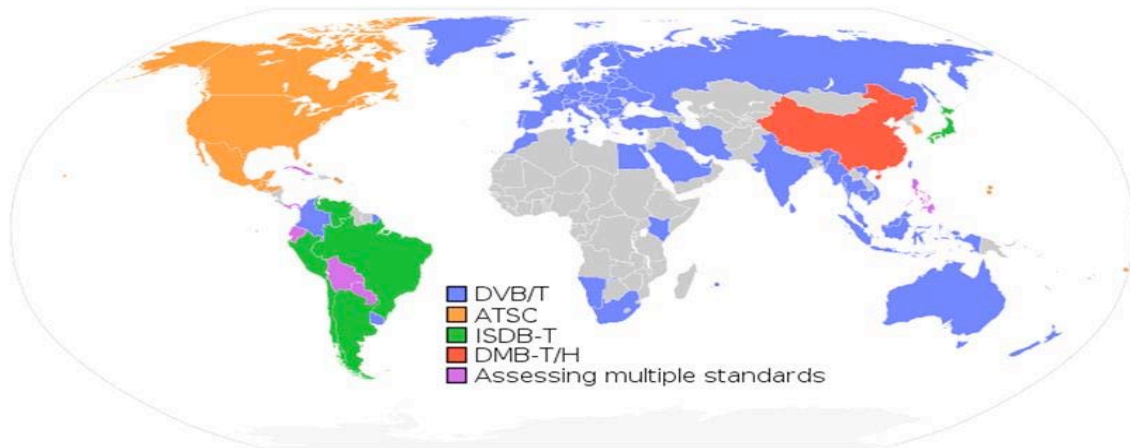 DVB/T
ATSC
ISDB-T
DMB-T/H
Assessing multiple standards